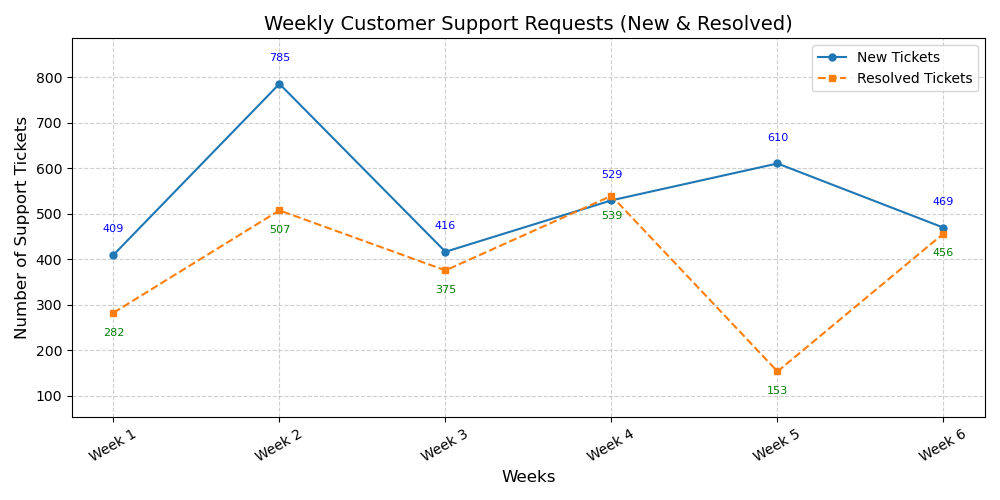 Weekly Customer Support Requests (New & Resolved)
New Tickets
Resolved Tickets
Number of Support Tickets
800
700
600
500
400
300
200
100
409
785
416
529
610
469
282
507
375
539
153
456
Week 1
Week 2
Week 3
Week 4
Week 5
Week 6
Weeks